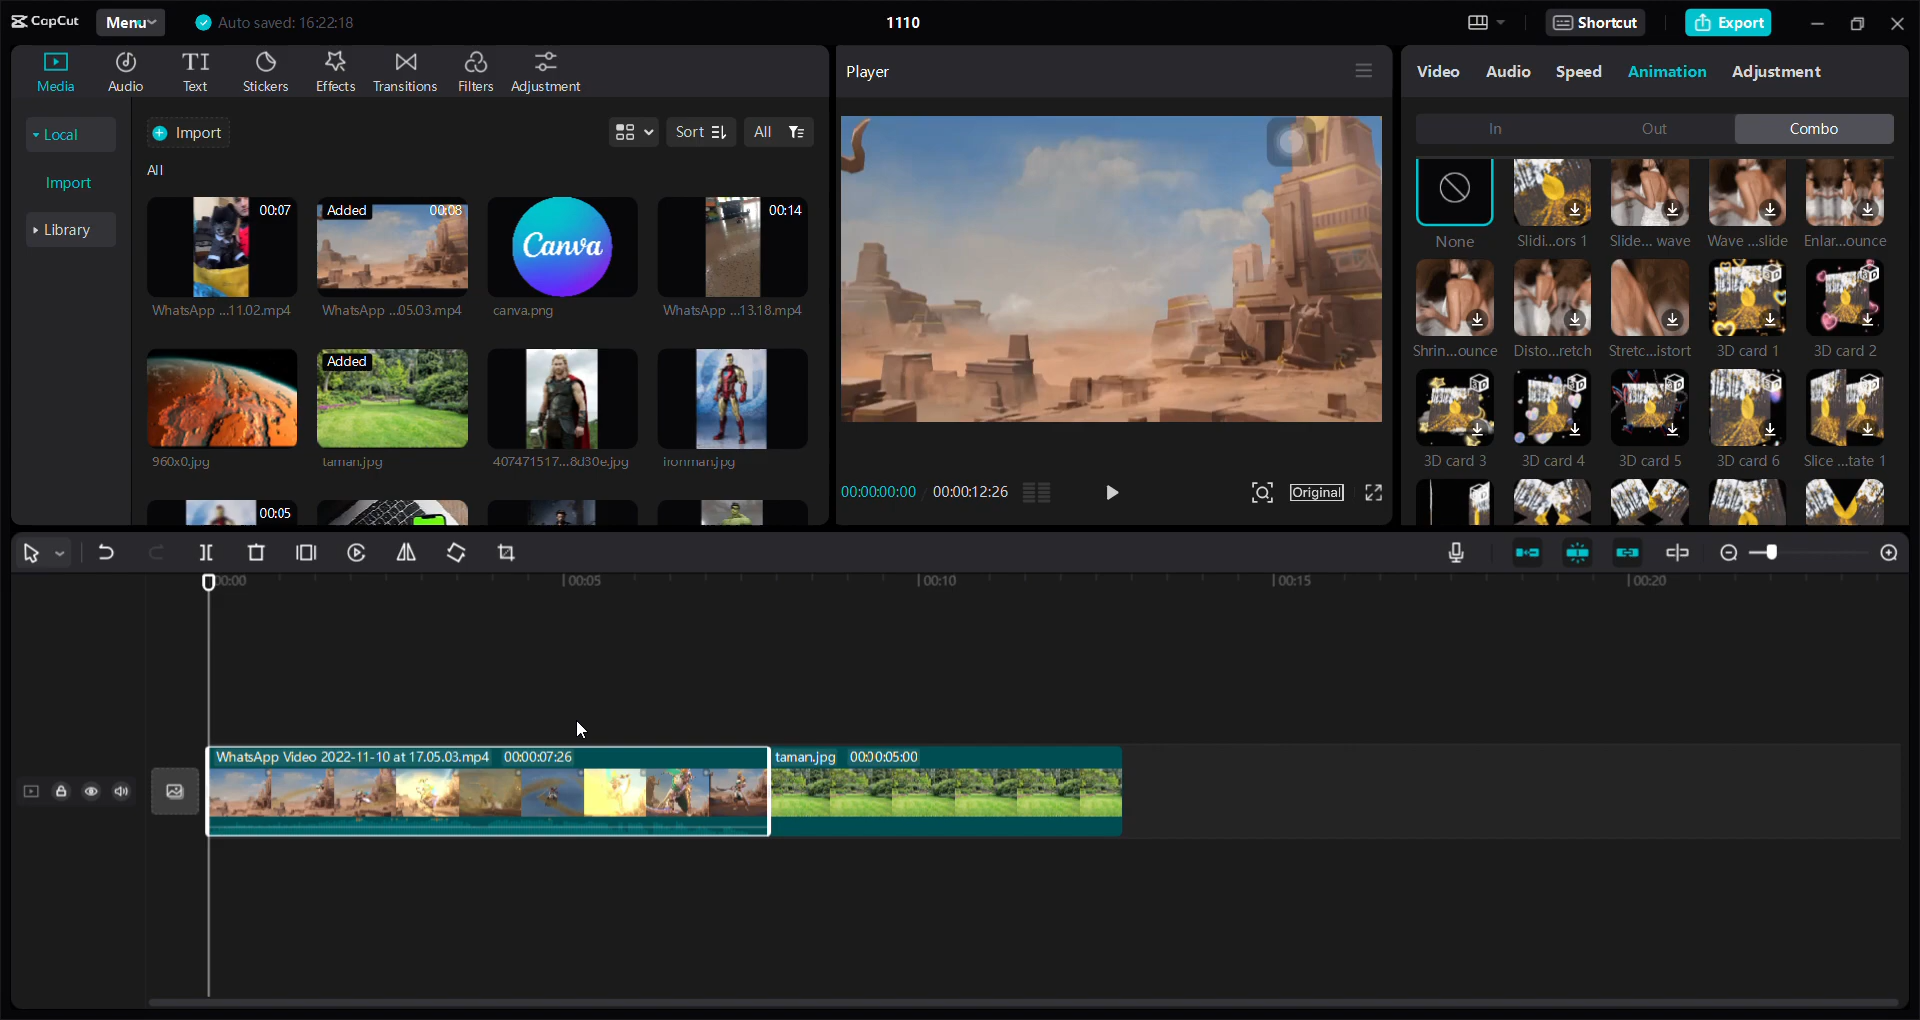 CapCut
Menu
Auto saved: 16:22:18
1110
Shortcut
Export
Media
Audio
Text
Stickers
Effects
Transitions
Filters
Adjustment
Local
Import
Library
Import
Sort
All
All
00:07
WhatsApp ...11.02.mp4
Added
00:08
WhatsApp ...05.03.mp4
Canva
canva.png
00:14
WhatsApp ...13.18.mp4
960x0.jpg
Added
taman.jpg
407471517...8d30e.jpg
ironman.jpg
00:05
Player
00:00:00:00 / 00:00:12:26
Original
Video
Audio
Speed
Animation
Adjustment
In
Out
Combo
None
Slidi...ors 1
Slide... wave
Wave ...slide
Enlar...ounce
Shrin...ounce
Disto...retch
Stretc...istort
3D card 1
3D card 2
3D card 3
3D card 4
3D card 5
3D card 6
Slice ...tate 1
00:00
00:05
00:10
00:15
00:20
WhatsApp Video 2022-11-10 at 17.05.03.mp4 00:00:07:26
taman.jpg 00:00:05:00